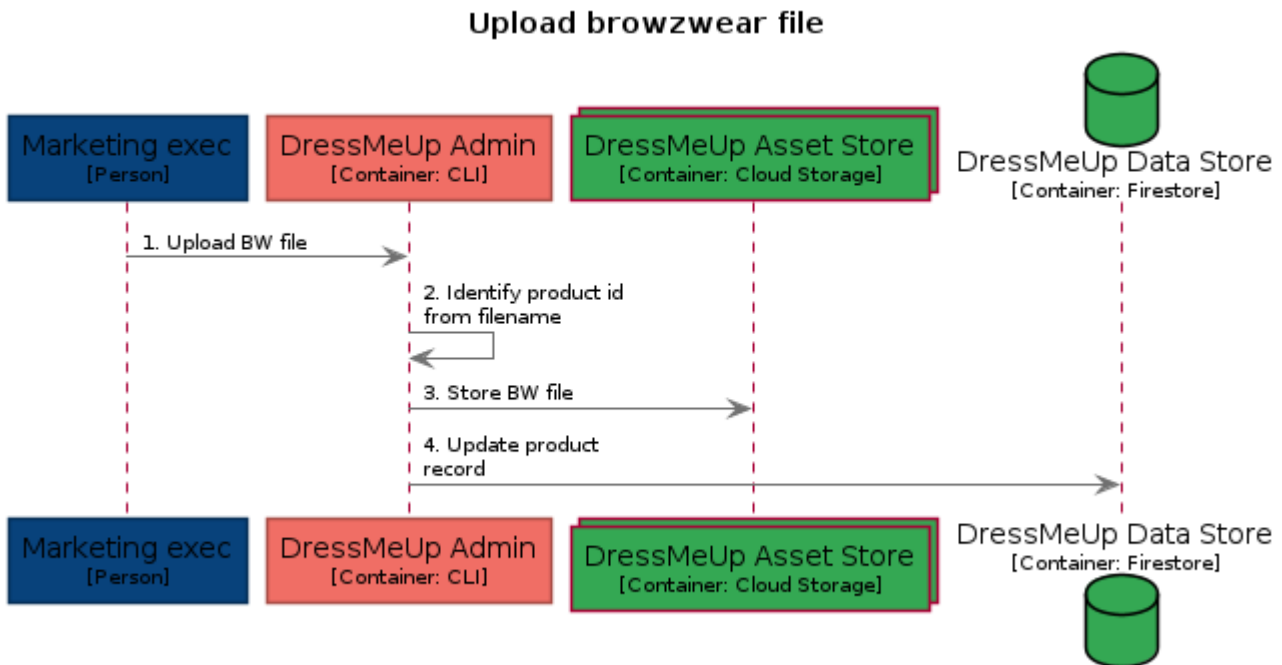 Upload browzwear file
Marketing exec
[Person]
DressMeUp Admin
[Container: CLI]
DressMeUp Asset Store
[Container: Cloud Storage]
DressMeUp Data Store
[Container: Firestore]
1. Upload BW file
2. Identify product id
from filename
3. Store BW file
4. Update product
record
Marketing exec
[Person]
DressMeUp Admin
[Container: CLI]
DressMeUp Asset Store
[Container: Cloud Storage]
DressMeUp Data Store
[Container: Firestore]